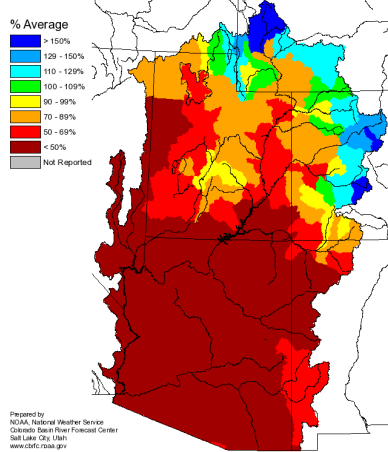 % Average
> 150%
129 - 150%
110 - 129%
100 - 109%
90 - 99%
70 - 89%
50 - 69%
< 50%
Not Reported
Prepared by
NOAA, National Weather Service
Colorado Basin River Forecast Center
Salt Lake City, Utah
www.cbrfc.noaa.gov